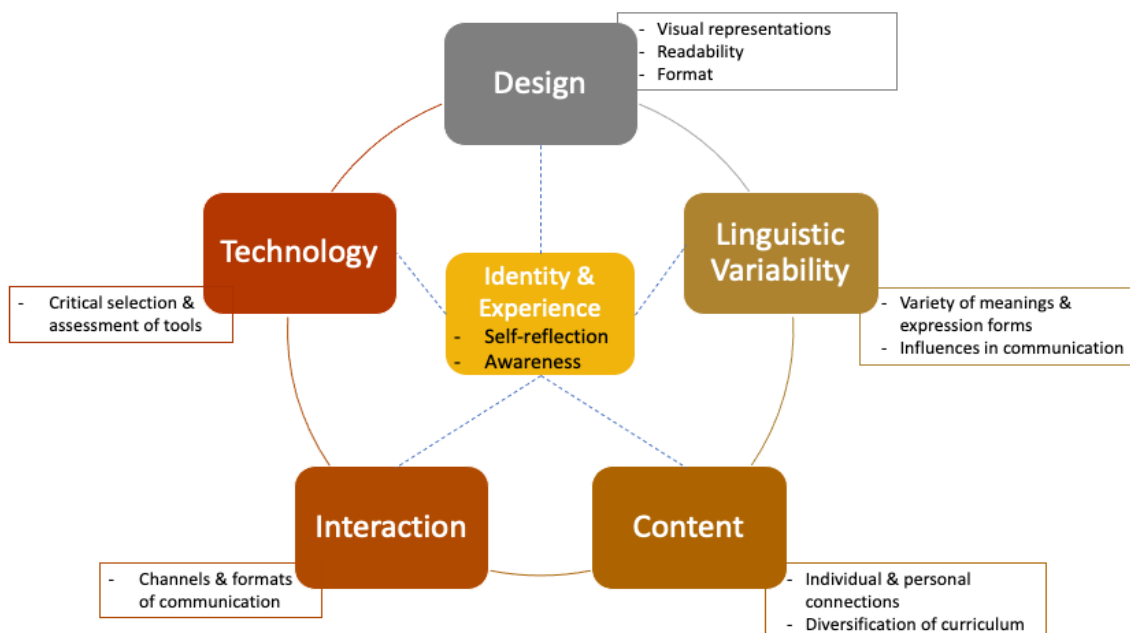 Design
- Visual representations
- Readability
- Format
Technology
- Critical selection &
assessment of tools
Identity &
Experience
- Self-reflection
- Awareness
Linguistic
Variability
- Variety of meanings &
expression forms
- Influences in communication
Interaction
- Channels & formats
of communication
Content
- Individual & personal
connections
- Diversification of curriculum